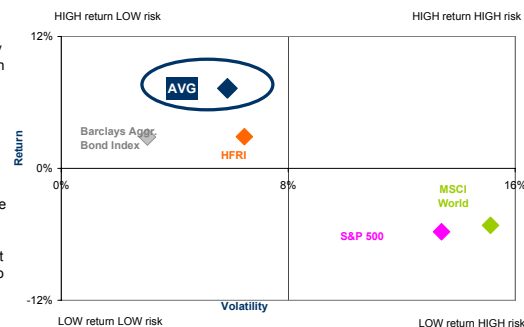 HIGH return LOW risk
HIGH return HIGH risk
12%
AVG
Barclays Aggr.
Bond Index
HFRI
Return
0%
0%
8%
16%
MSCI
World
S&P 500
-12%
Volatility
LOW return LOW risk
LOW return HIGH risk